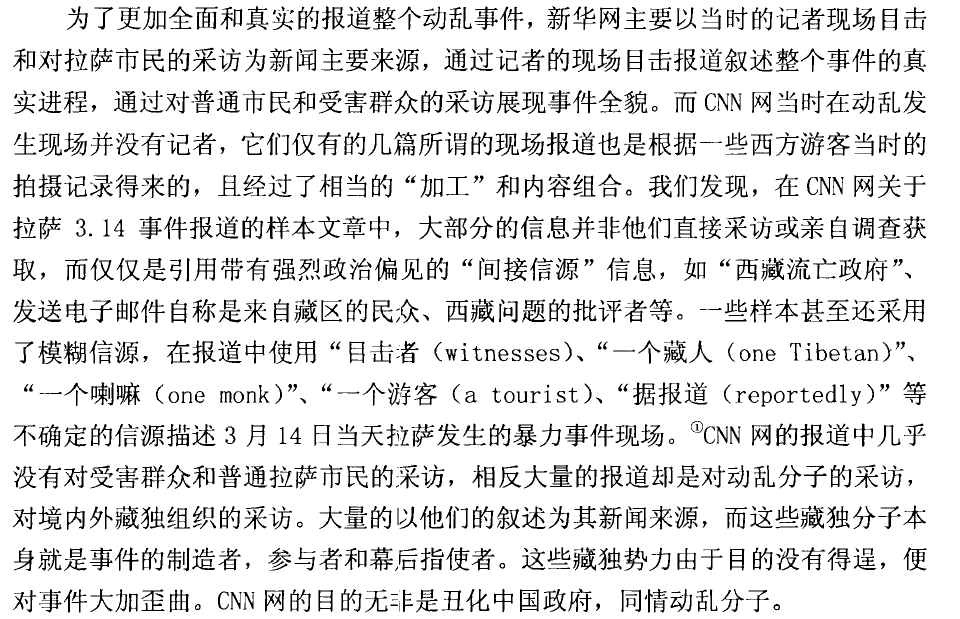 为了更加全面和真实的报道整个动乱事件，新华网主要以当时的记者现场目击
和对拉萨市民的采访为新闻主要来源，通过记者的现场目击报道叙述整个事件的真
实进程，通过对普通市民和受害群众的采访展现事件全貌。而 CNN 网当时在动乱发
生现场并没有记者，它们仅有的几篇所谓的现场报道也是根据一些西方游客当时的
拍摄记录得来的，且经过了相当的“加工”和内容组合。我们发现，在 CNN 网关于
拉萨 3.14 事件报道的样本文章中，大部分的信息并非他们直接采访或亲自调查获
取，而仅仅是引用带有强烈政治偏见的“间接信源”信息，如“西藏流亡政府”、
发送电子邮件自称是来自藏区的民众、西藏问题的批评者等。一些样本甚至还采用
了模糊信源，在报道中使用“目击者（witnesses）、“一个藏人（one Tibetan）”、
“一个喇嘛（one monk）”、“一个游客（a tourist）、“据报道（reportedly）”等
不确定的信源描述 3 月 14 日当天拉萨发生的暴力事件现场。①CNN 网的报道中几乎
没有对受害群众和普通拉萨市民的采访，相反大量的报道却是对动乱分子的采访，
对境内外藏独组织的采访。大量的以他们的叙述为其新闻来源，而这些藏独分子本
身就是事件的制造者，参与者和幕后指使者。这些藏独势力由于目的没有得逞，便
对事件大加歪曲。CNN 网的目的无非是丑化中国政府，同情动乱分子。